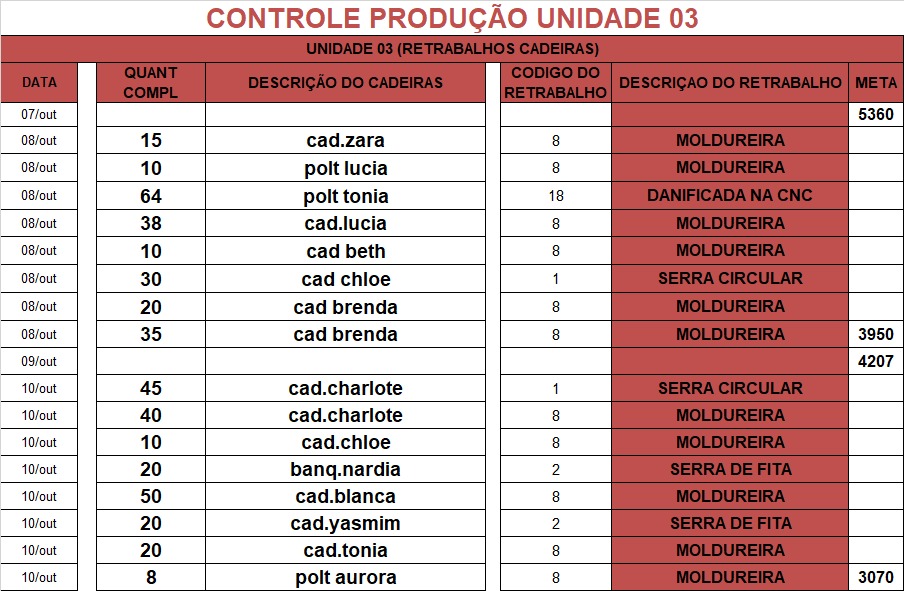 CONTROLE PRODUÇÃO UNIDADE 03
UNIDADE 03 (RETRABALHOS CADEIRAS)
DATA QUANT COMPL DESCRIÇÃO DO CADEIRAS CODIGO DO RETRABALHO DESCRIÇAO DO RETRABALHO META
07/out 5360
08/out 15 cad.zara 8 MOLDUREIRA
08/out 10 polt lucia 8 MOLDUREIRA
08/out 64 polt tonia 18 DANIFICADA NA CNC
08/out 38 cad.lucia 8 MOLDUREIRA
08/out 10 cad beth 8 MOLDUREIRA
08/out 30 cad chloe 1 SERRA CIRCULAR
08/out 20 cad brenda 8 MOLDUREIRA
08/out 35 cad brenda 8 MOLDUREIRA 3950
09/out 4207
10/out 45 cad.charlote 1 SERRA CIRCULAR
10/out 40 cad.charlote 8 MOLDUREIRA
10/out 10 cad.chloe 8 MOLDUREIRA
10/out 20 banq.nardia 2 SERRA DE FITA
10/out 50 cad.blanca 8 MOLDUREIRA
10/out 20 cad.yasmim 2 SERRA DE FITA
10/out 20 cad.tonia 8 MOLDUREIRA
10/out 8 polt aurora 8 MOLDUREIRA 3070